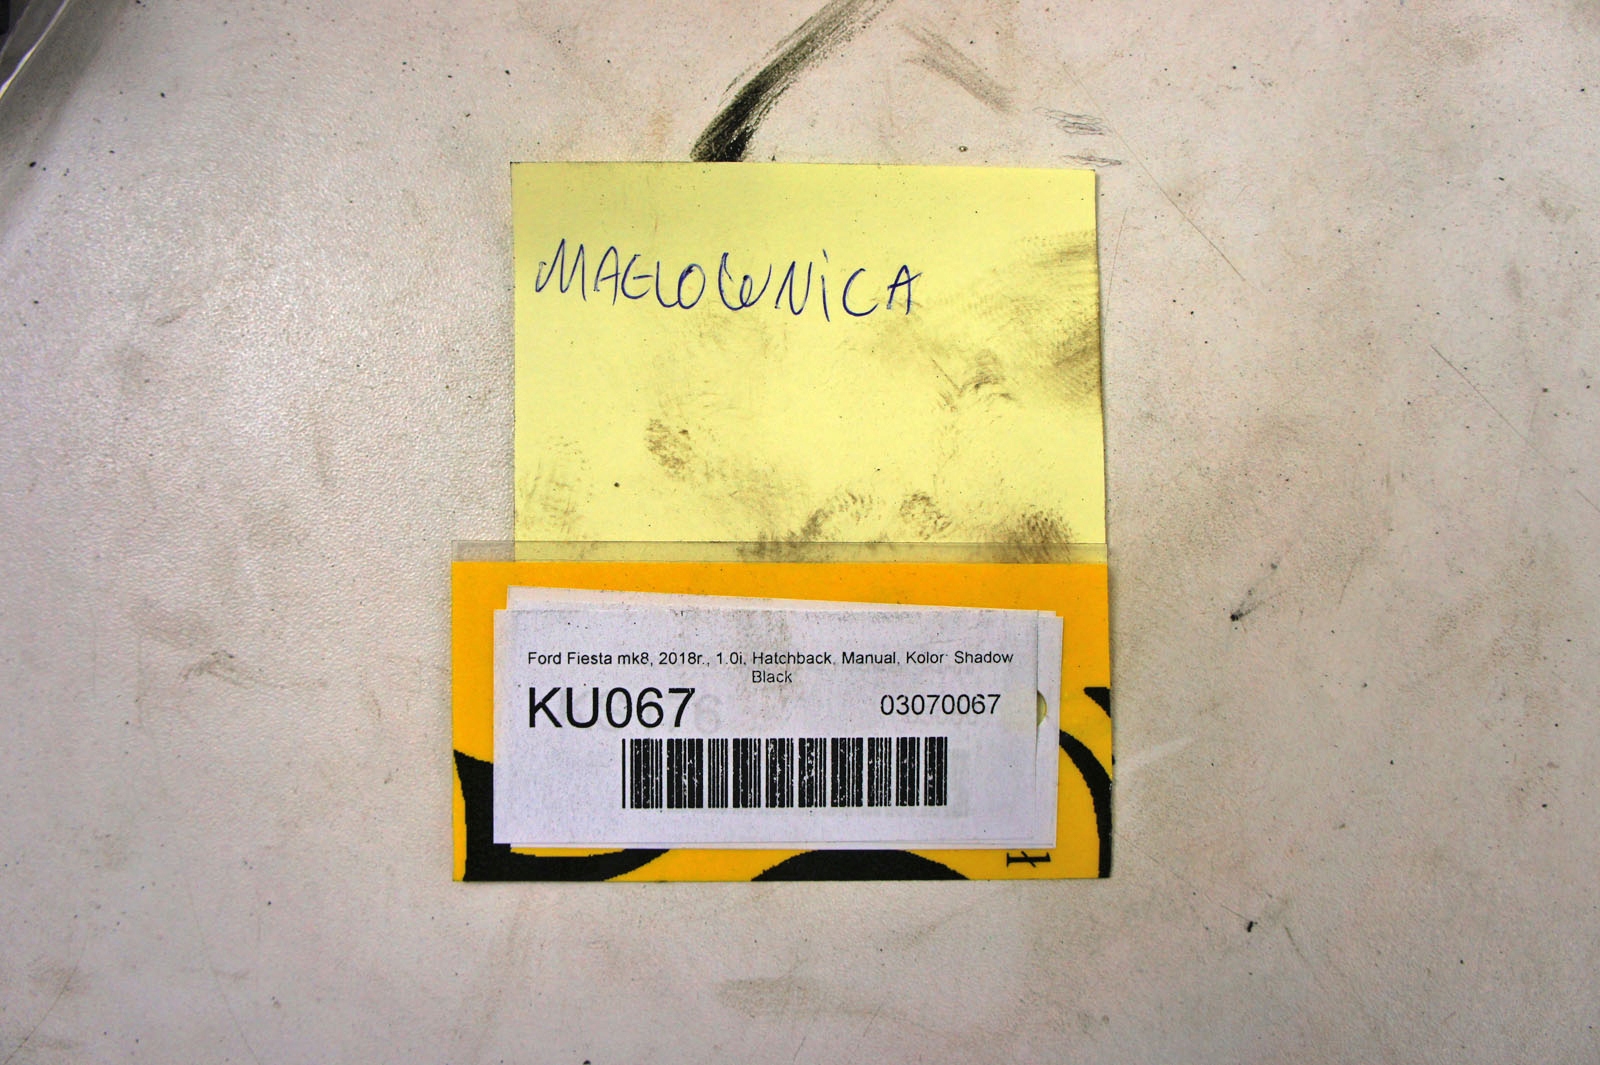 MAGLOWNICA
Ford Fiesta mk8, 2018r., 1.0i, Hatchback, Manual, Kolor: Shadow
Black
KU067
03070067